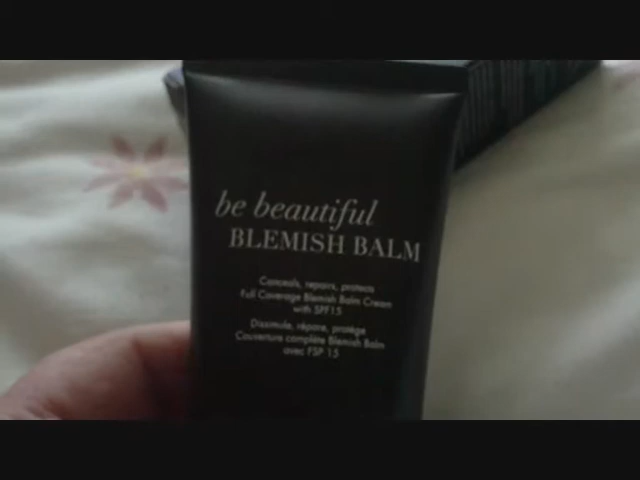 be beautiful
BLEMISH BALM
Conceals, repairs, protects
Full Coverage Blemish Balm Cream
with SPF15
Dissimule, répare, protège
Couverture complète Blemish Balm
avec FSP 15